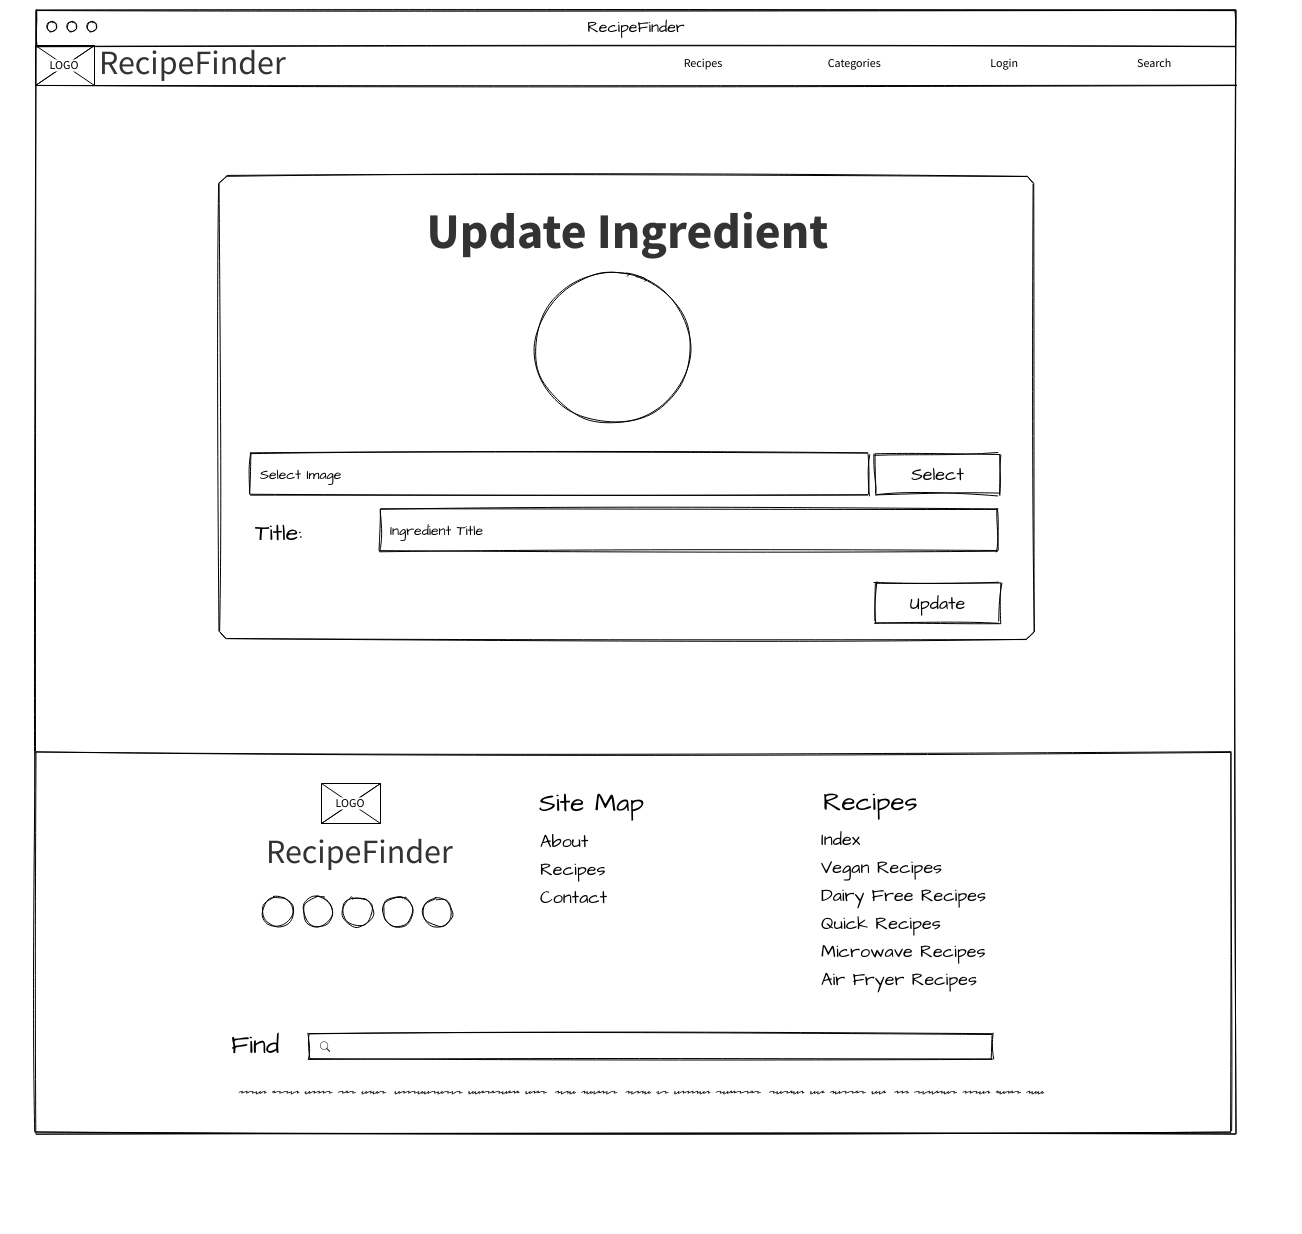 RecipeFinder
LOGO RecipeFinder Recipes Categories Login Search
Update Ingredient
Select Image Select
Title: Ingredient Title
Update
LOGO
RecipeFinder
Site Map
About
Recipes
Contact
Recipes
Index
Vegan Recipes
Dairy Free Recipes
Quick Recipes
Microwave Recipes
Air Fryer Recipes
Find